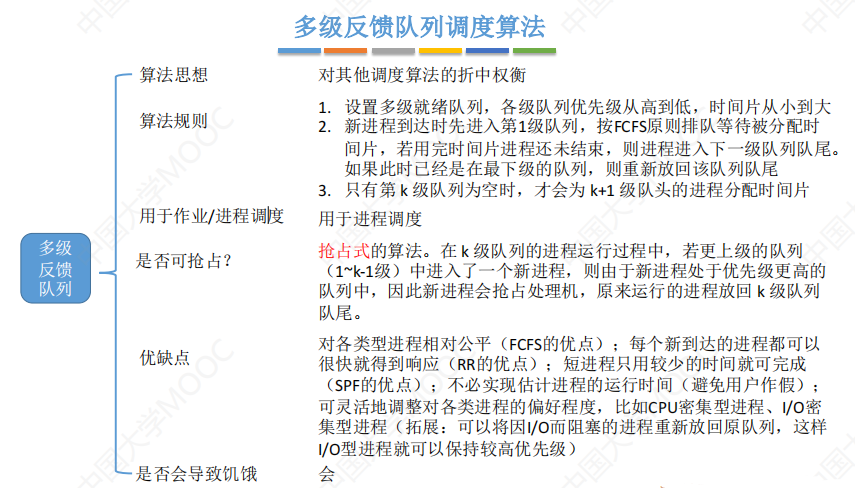 多级反馈队列调度算法
算法思想
对其他调度算法的折中权衡
算法规则
1. 设置多级就绪队列，各级队列优先级从高到低，时间片从小到大
2. 新进程到达时先进入第1级队列，按FCFS原则排队等待被分配时
间片，若用完时间片进程还未结束，则进程进入下一级队列队尾。
如果此时已经是在最下级的队列，则重新放回该队列队尾
3. 只有第 k 级队列为空时，才会为 k+1 级队头的进程分配时间片
用于作业/进程调度
用于进程调度
多级
反馈
队列
是否可抢占？
抢占式的算法。在 k 级队列的进程运行过程中，若更上级的队列
（1~k-1级）中进入了一个新进程，则由于新进程处于优先级更高的
队列中，因此新进程会抢占处理机，原来运行的进程放回 k 级队列
队尾。
优缺点
对各类型进程相对公平（FCFS的优点）；每个新到达的进程都可以
很快就得到响应（RR的优点）；短进程只用较少的时间就可完成
（SPF的优点）；不必实现估计进程的运行时间（避免用户作假）；
可灵活地调整对各类进程的偏好程度，比如CPU密集型进程、I/O密
集型进程（拓展：可以将因I/O而阻塞的进程重新放回原队列，这样
I/O型进程就可以保持较高优先级）
是否会导致饥饿
会
中国大学MOOC